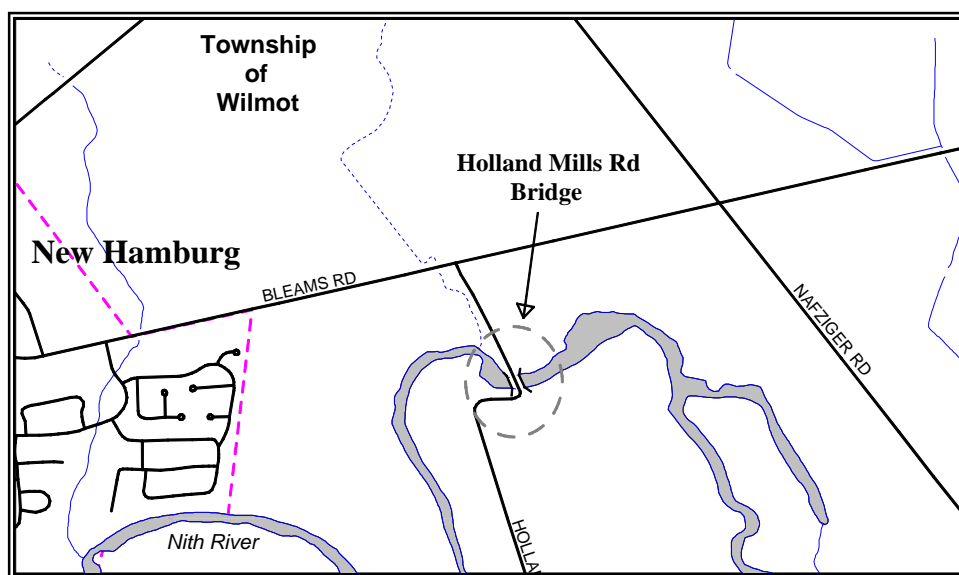 Township
of
Wilmot
Holland Mills Rd
Bridge
New Hamburg
BLEAMS RD
NAFZIGER RD
Nith River